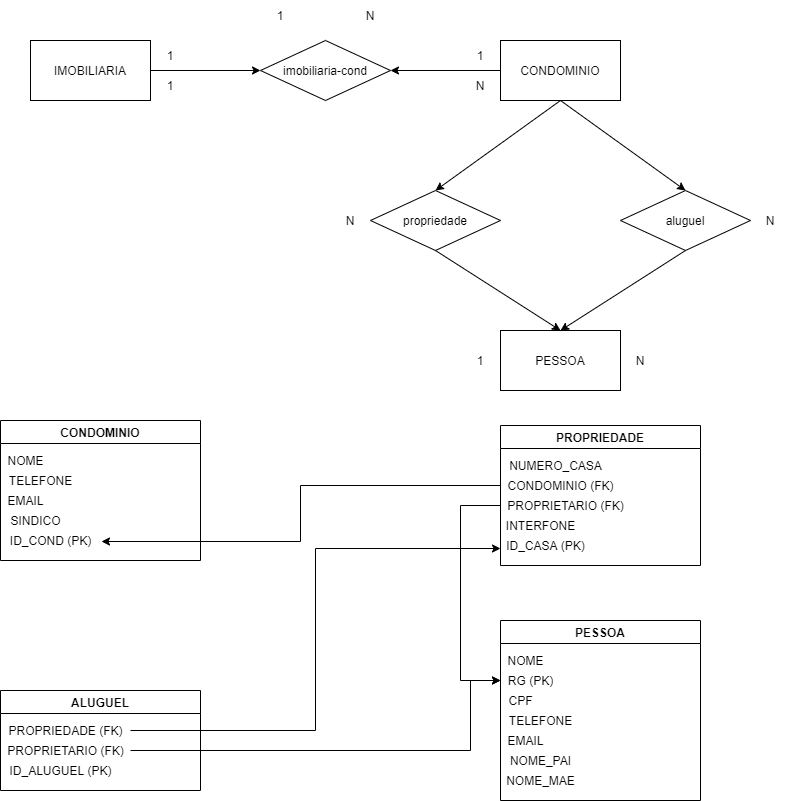 1 N
1 1
IMOBILIARIA imobiliaria-cond CONDOMINIO
1 N
N propriedade aluguel N
1 PESSOA N
CONDOMINIO
NOME
TELEFONE
EMAIL
SINDICO
ID_COND (PK)
PROPRIEDADE
NUMERO_CASA
CONDOMINIO (FK)
PROPRIETARIO (FK)
INTERFONE
ID_CASA (PK)
PESSOA
NOME
RG (PK)
CPF
TELEFONE
EMAIL
NOME_PAI
NOME_MAE
ALUGUEL
PROPRIEDADE (FK)
PROPRIETARIO (FK)
ID_ALUGUEL (PK)